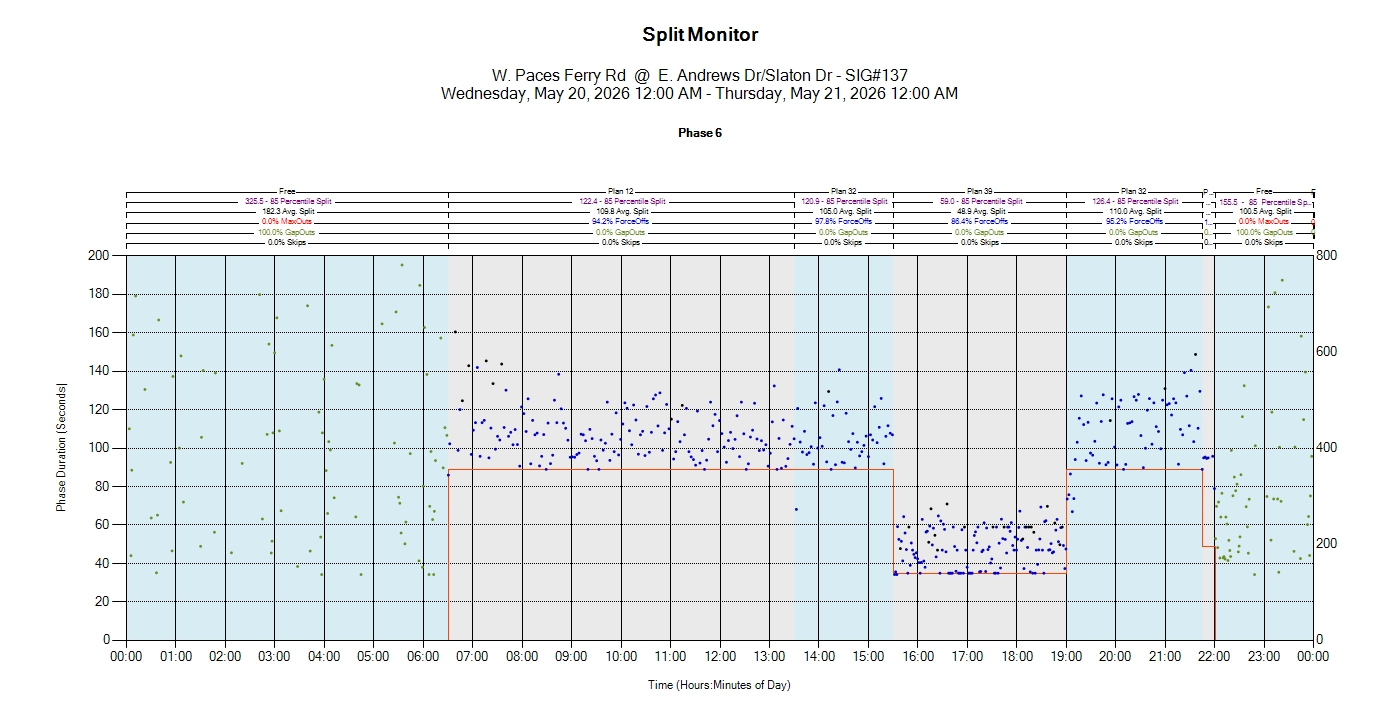 Split Monitor
W. Paces Ferry Rd @ E. Andrews Dr/Slaton Dr - SIG#137
Wednesday, May 20, 2026 12:00 AM - Thursday, May 21, 2026 12:00 AM
Phase 6
Free Plan 12 Plan 32 Plan 39 Plan 32 P... Free F
325.5 - 85 Percentile Split 122.4 - 85 Percentile Split 120.9 - 85 Percentile Split 59.0 - 85 Percentile Split 126.4 - 85 Percentile Split ... 155.5 - 85 Percentile Sp...
182.3 Avg. Split 109.8 Avg. Split 105.0 Avg. Split 48.9 Avg. Split 110.0 Avg. Split ... 100.5 Avg. Split
0.0% MaxOuts 94.2% ForceOffs 97.8% ForceOffs 86.4% ForceOffs 95.2% ForceOffs 1... 0.0% MaxOuts
100.0% GapOuts 0.0% GapOuts 0.0% GapOuts 0.0% GapOuts 0.0% GapOuts 0... 100.0% GapOuts
0.0% Skips 0.0% Skips 0.0% Skips 0.0% Skips 0.0% Skips 0... 0.0% Skips
200 800
180
160
600
140
120
100 400
80
60
200
40
20
0 0
Phase Duration (Seconds)
00:00 01:00 02:00 03:00 04:00 05:00 06:00 07:00 08:00 09:00 10:00 11:00 12:00 13:00 14:00 15:00 16:00 17:00 18:00 19:00 20:00 21:00 22:00 23:00 00:00
Time (Hours:Minutes of Day)